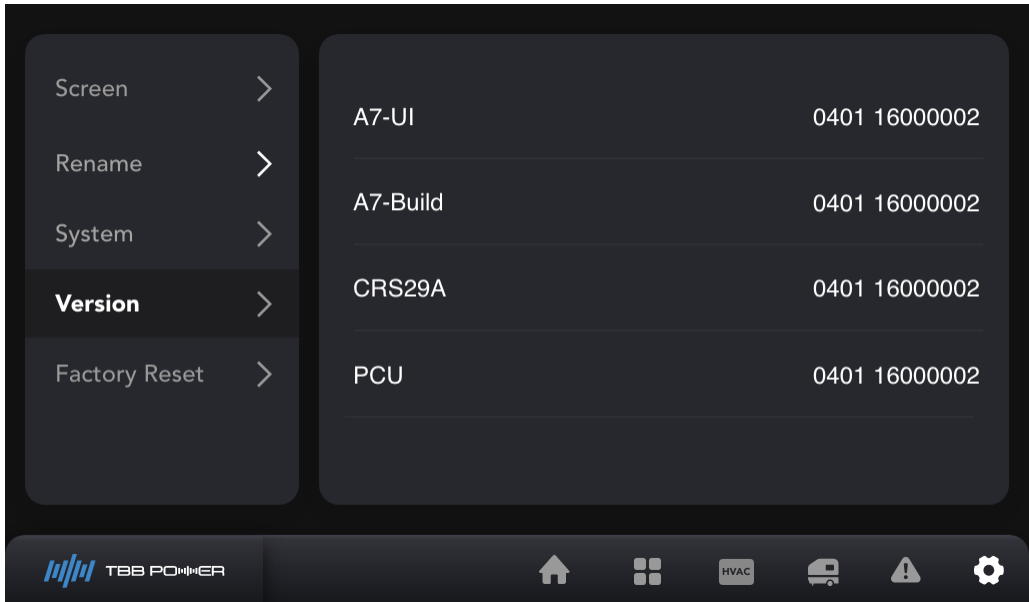 Screen
Rename
System
Version
Factory Reset
A7-UI 0401 16000002
A7-Build 0401 16000002
CRS29A 0401 16000002
PCU 0401 16000002
TBB POWER
HVAC